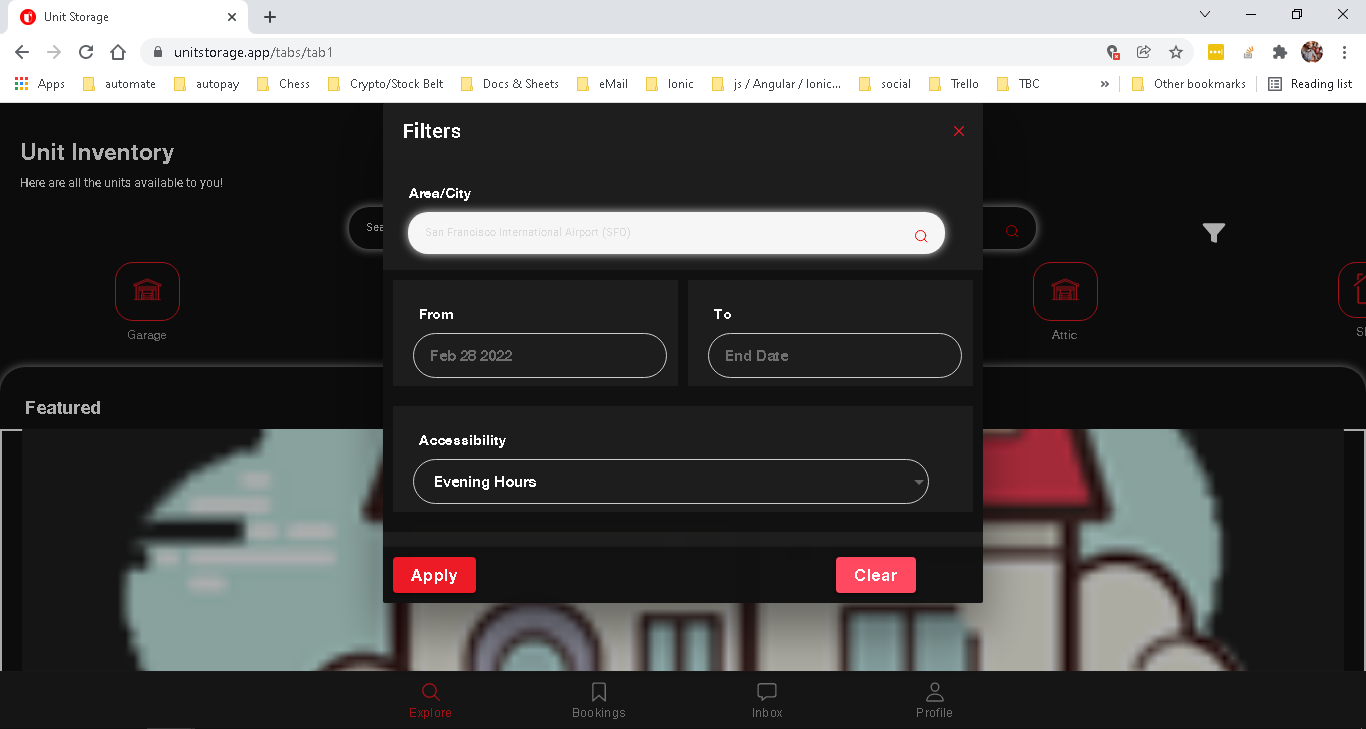 Unit Storage
unitstorage.app/tabs/tab1
Apps automate autopay Chess Crypto/Stock Belt Docs & Sheets eMail Ionic js / Angular / Ionic... social Trello TBC » Other bookmarks Reading list
Filters
Unit Inventory
Here are all the units available to you!
Area/City
Sea
San Francisco International Airport (SFO)
Garage
Attic
From
To
Feb 28 2022
End Date
Featured
Accessibility
Evening Hours
Apply
Clear
Explore
Bookings
Inbox
Profile